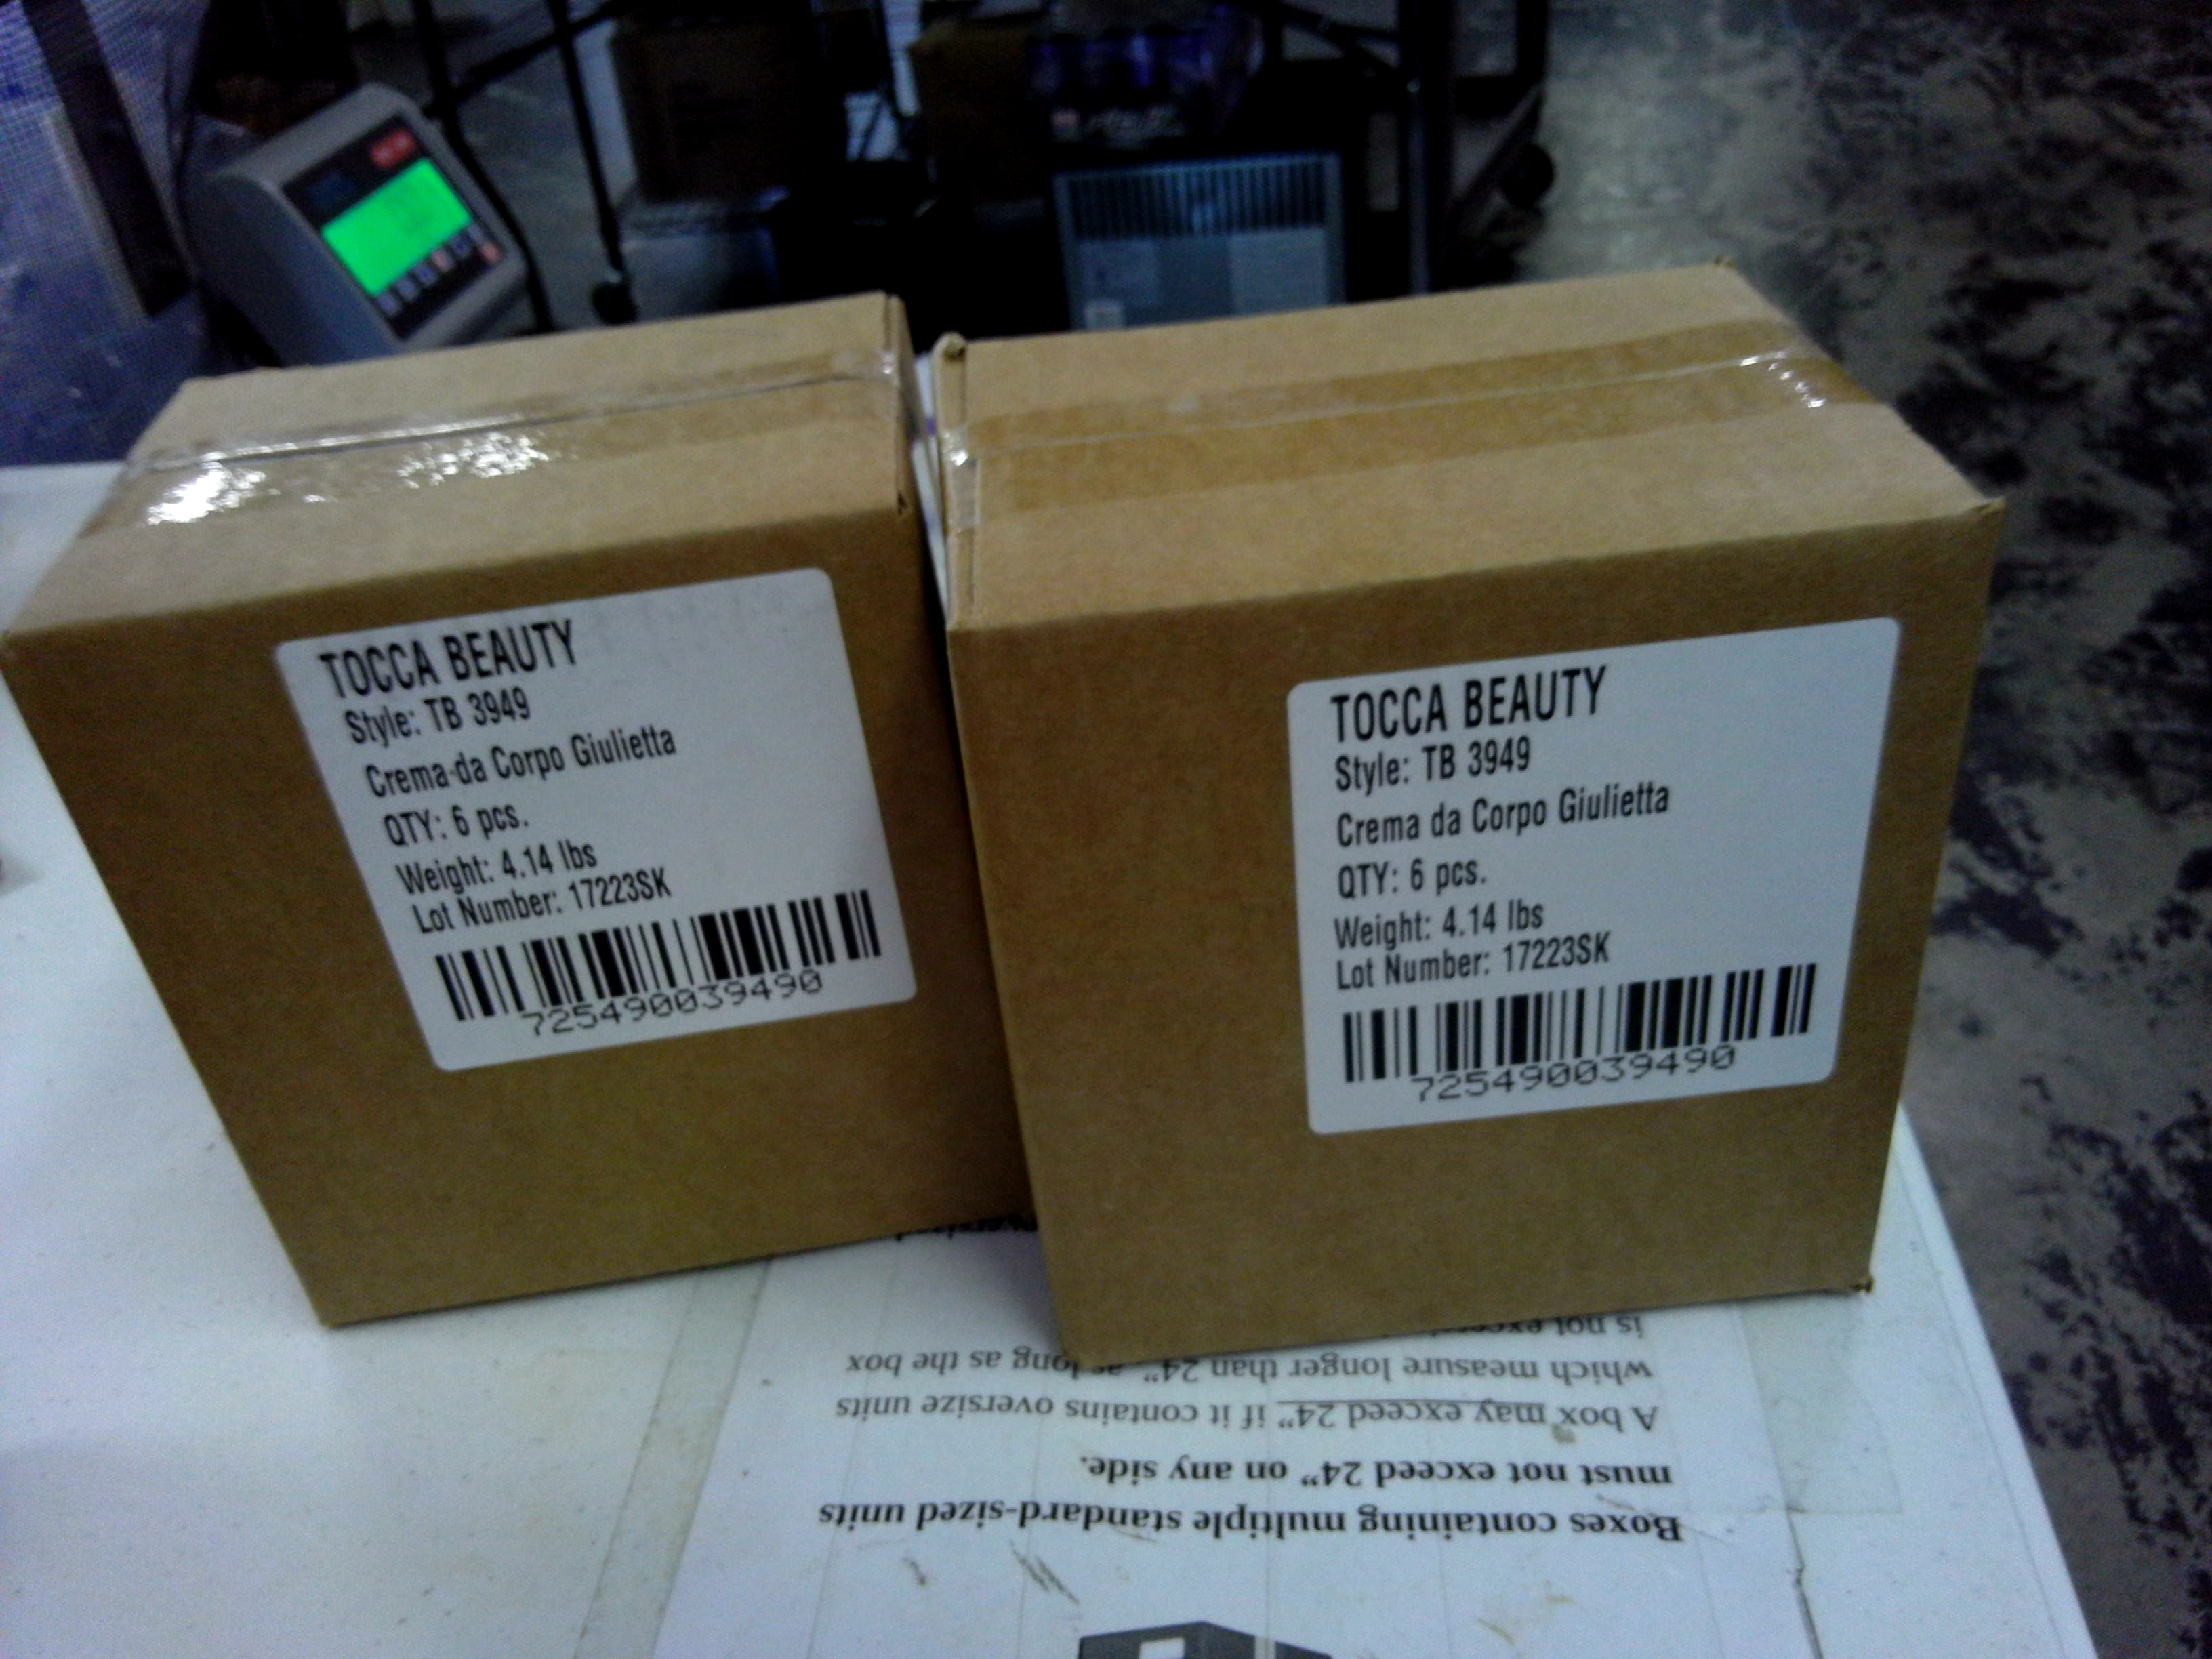 TOCCA BEAUTY
Style: TB 3949
Crema da Corpo Giulietta
QTY: 6 pcs.
Weight: 4.14 lbs
Lot Number: 17223SK
725490039490
TOCCA BEAUTY
Style: TB 3949
Crema da Corpo Giulietta
QTY: 6 pcs.
Weight: 4.14 lbs
Lot Number: 17223SK
725490039490
Boxes containing multiple standard-sized units
must not exceed 24” on any side.
A box may exceed 24” if it contains oversize units
which measure longer than 24” as long as the box
is not